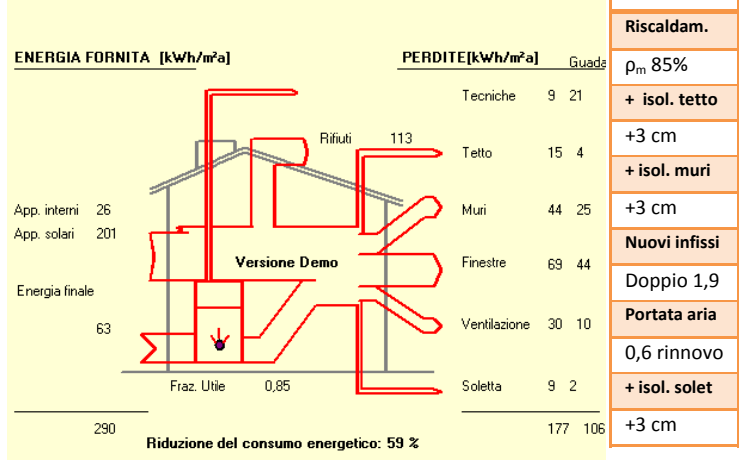 ENERGIA FORNITA [kWh/m²a]
PERDITE[kWh/m²a] Guada
Tecniche 9 21
Rifiuti 113
Tetto 15 4
App. interni 26
App. solari 201
Muri 44 25
Versione Demo
Finestre 69 44
Energia finale
63
Ventilazione 30 10
Fraz. Utile 0,85
Soletta 9 2
290
177 106
Riduzione del consumo energetico: 59 %
Riscaldam.
ρm 85%
+ isol. tetto
+3 cm
+ isol. muri
+3 cm
Nuovi infissi
Doppio 1,9
Portata aria
0,6 rinnovo
+ isol. solet
+3 cm